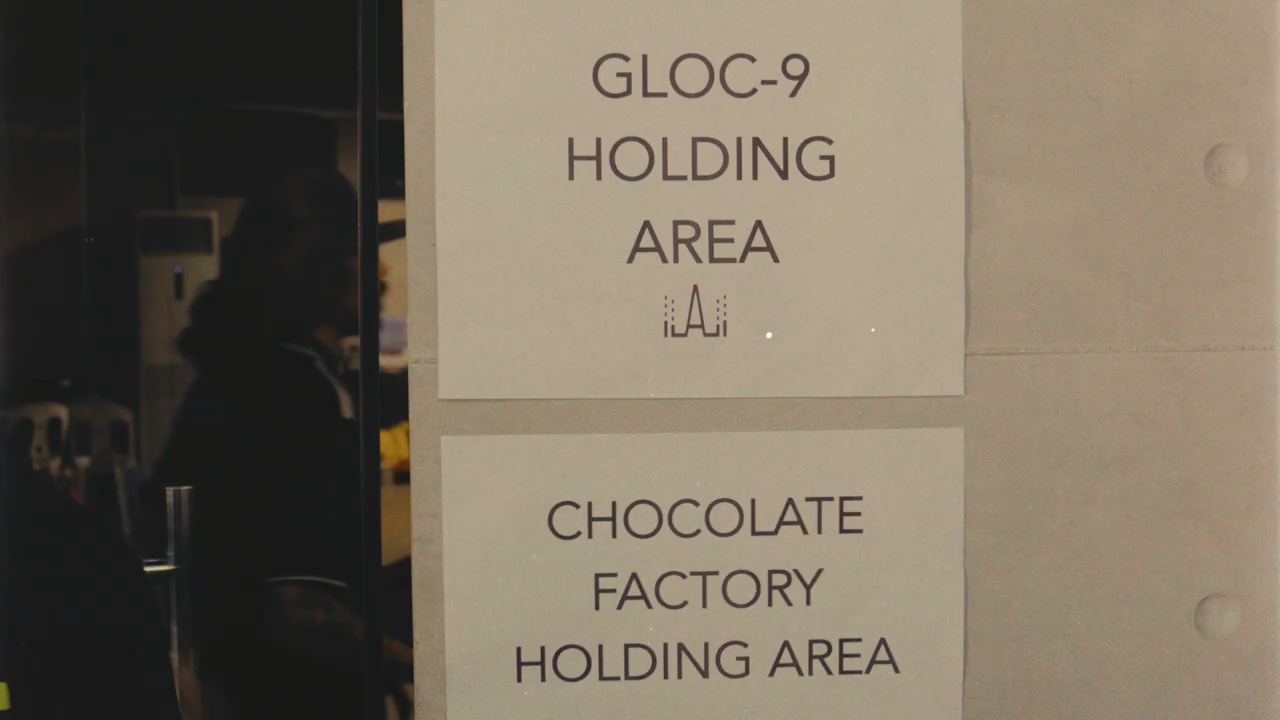 GLOC-9
HOLDING
AREA
CHOCOLATE
FACTORY
HOLDING AREA